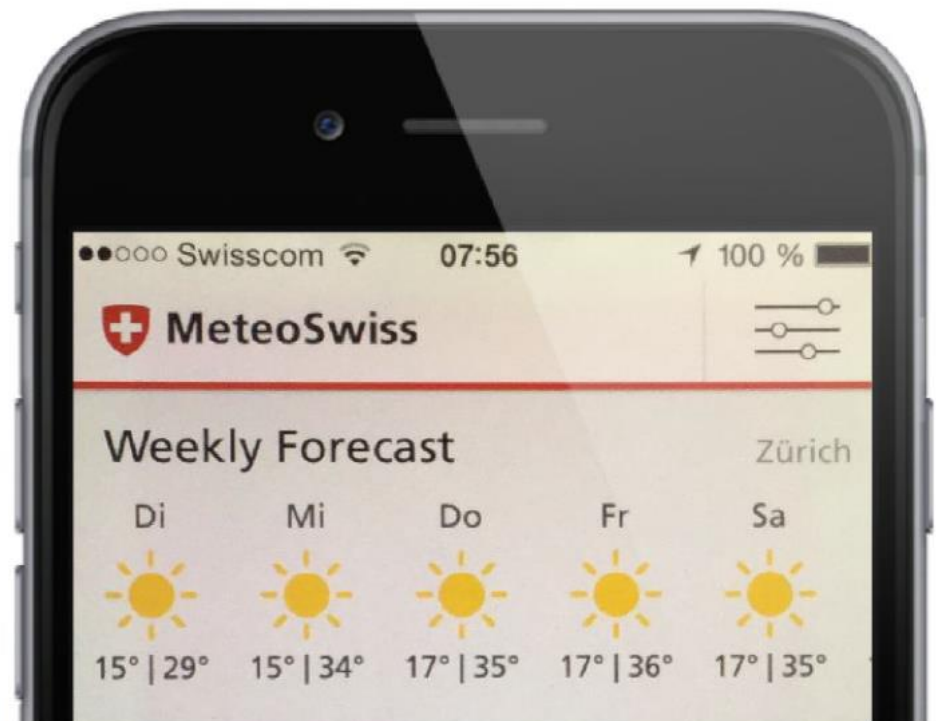 Swisscom 07:56 100 %
MeteoSwiss
Weekly Forecast Zürich
Di Mi Do Fr Sa
15°|29° 15°|34° 17°|35° 17°|36° 17°|35°